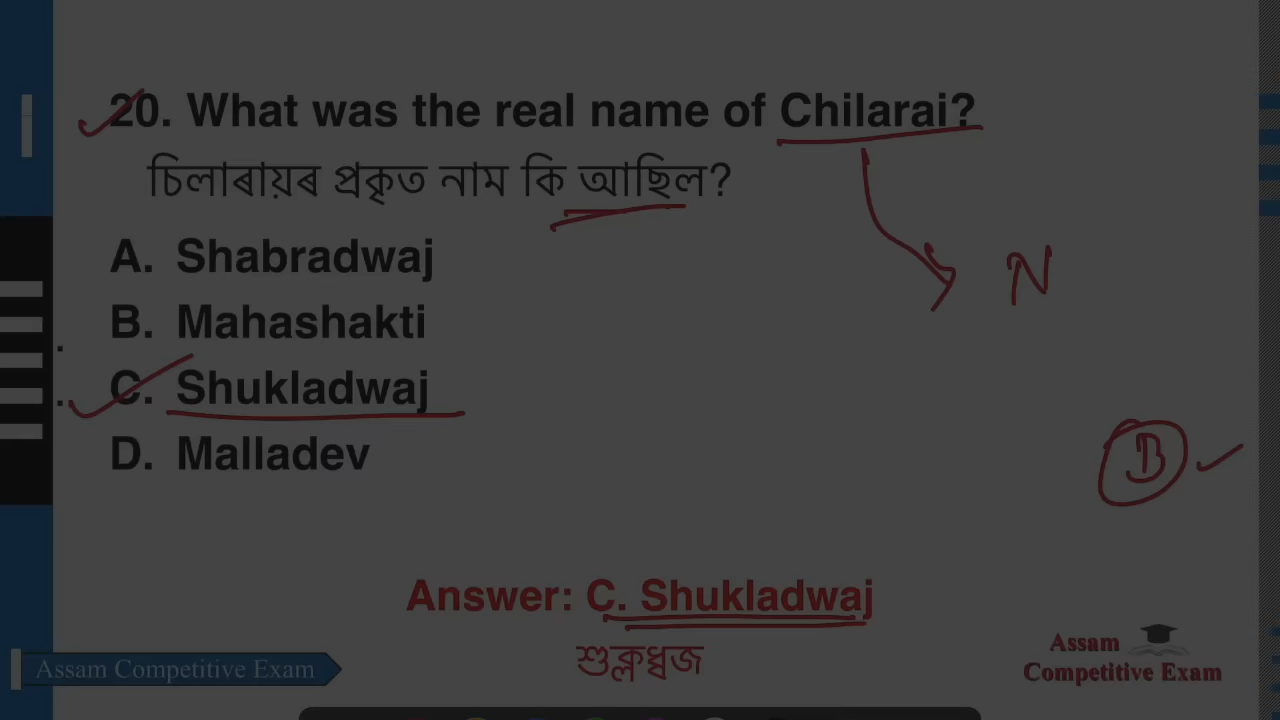 20. What was the real name of Chilarai?
চিলাৰায়ৰ প্ৰকৃত নাম কি আছিল?
A. Shabradwaj
N
B. Mahashakti
C. Shukladwaj
D. Malladev
B
Answer: C. Shukladwaj
শুক্লধ্বজ
Assam Competitive Exam
Assam
Competitive Exam